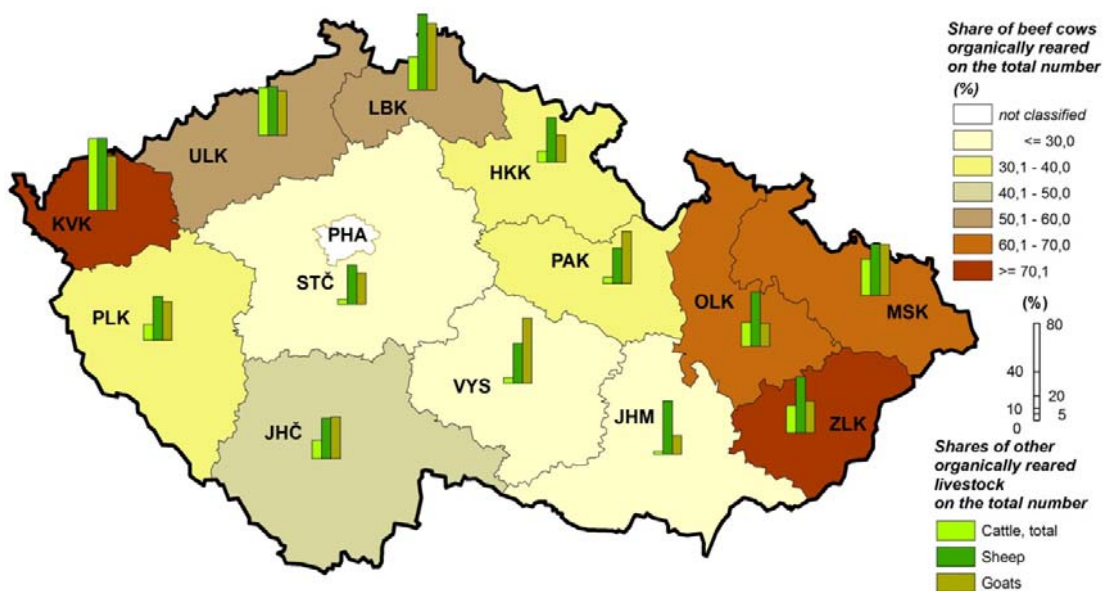 Share of beef cows
organically reared
on the total number
(%)
not classified
<= 30,0
30,1 - 40,0
40,1 - 50,0
50,1 - 60,0
60,1 - 70,0
>= 70,1
(%)
80
40
20
10
5
0
Shares of other
organically reared
livestock
on the total number
Cattle, total
Sheep
Goats
LBK
ULK
HKK
KVK
PHA
STČ
PAK
PLK
OLK
MSK
VYS
JHČ
JHM
ZLK